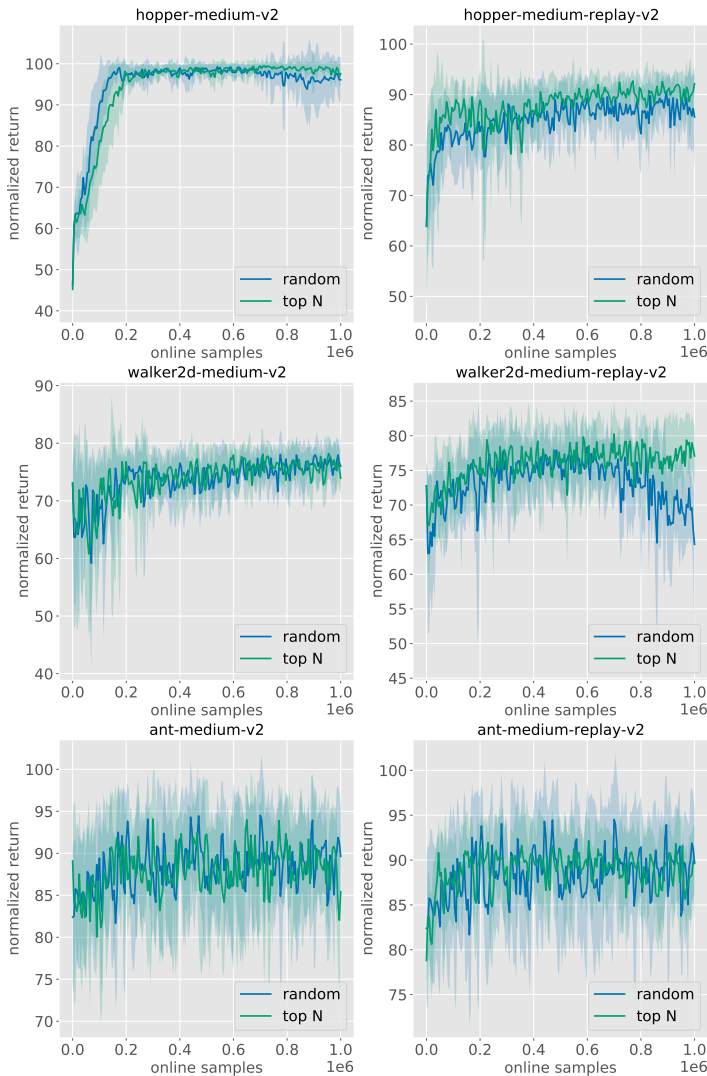 hopper-medium-v2
normalized return
100
90
80
70
60
50
40
random
top N
0.0 0.2 0.4 0.6 0.8 1.0
online samples
1e6
hopper-medium-replay-v2
normalized return
100
90
80
70
60
50
random
top N
0.0 0.2 0.4 0.6 0.8 1.0
online samples
1e6
walker2d-medium-v2
normalized return
90
80
70
60
50
40
random
top N
0.0 0.2 0.4 0.6 0.8 1.0
online samples
1e6
walker2d-medium-replay-v2
normalized return
85
80
75
70
65
60
55
50
45
random
top N
0.0 0.2 0.4 0.6 0.8 1.0
online samples
1e6
ant-medium-v2
normalized return
100
95
90
85
80
75
70
random
top N
0.0 0.2 0.4 0.6 0.8 1.0
online samples
1e6
ant-medium-replay-v2
normalized return
100
95
90
85
80
75
random
top N
0.0 0.2 0.4 0.6 0.8 1.0
online samples
1e6